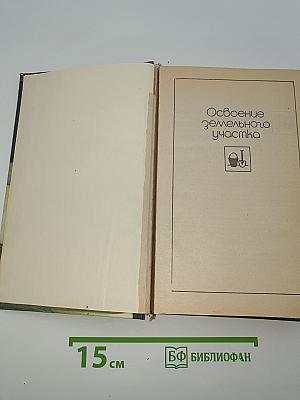 Освоение
земельного
участка
15 см
БФ БИБЛИОФАН